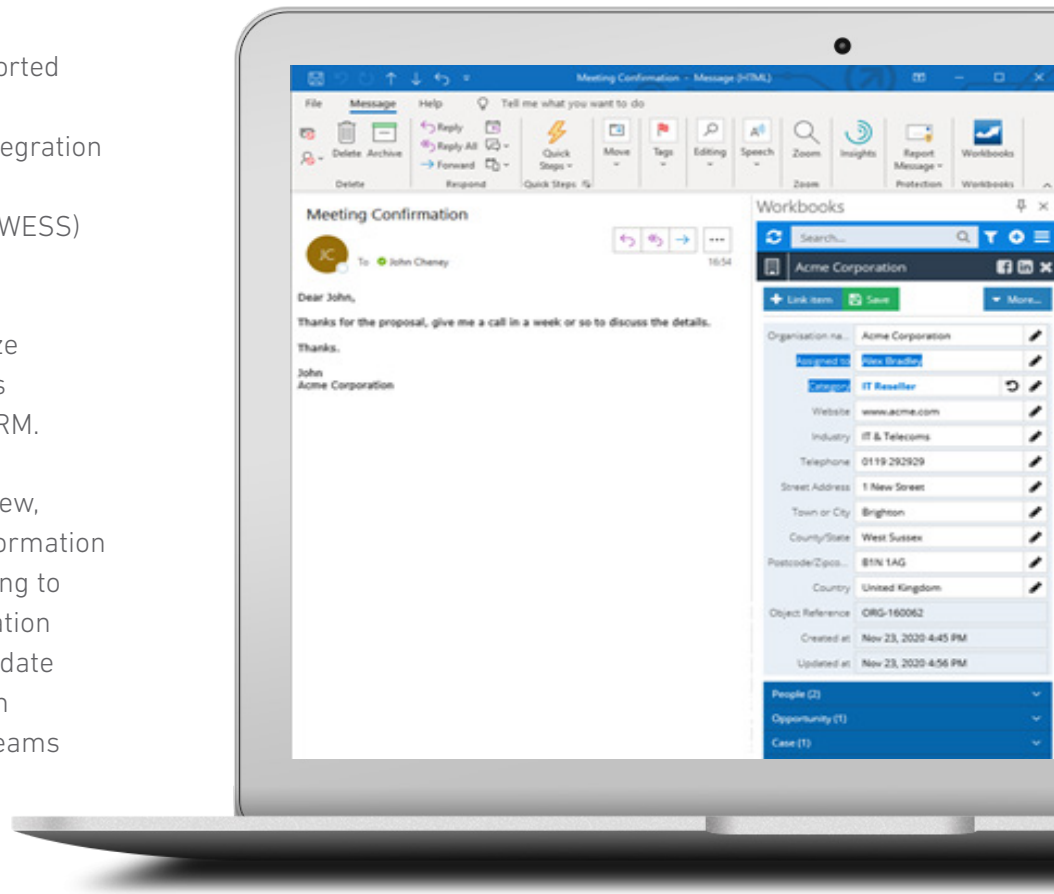 orted
egration
WESS)
ze
s
RM.
ew,
ormation
ng to
ation
date
n
eams
Meeting Confirmation - Message (HTML)
File Message Help Tell me what you want to do
Delete Archive
Reply
Reply All
Forward
Quick Steps
Move
Tags
Editing
Speech
Zoom
Insights
Report Message
Workbooks
Delete Respond Quick Steps Zoom Protection Workbooks
Meeting Confirmation
JC
To John Cheney
16:54
Dear John,
Thanks for the proposal, give me a call in a week or so to discuss the details.
Thanks.
John
Acme Corporation
Workbooks
Search...
Acme Corporation
Link item Save More...
Organisation na... Acme Corporation
Assigned to Alex Bradley
Category IT Reseller
Website www.acme.com
Industry IT & Telecoms
Telephone 0119 292929
Street Address 1 New Street
Town or City Brighton
County/State West Sussex
Postcode/Zipco... B1N 1AG
Country United Kingdom
Object Reference ORG-160062
Created at Nov 23, 2020 4:45 PM
Updated at Nov 23, 2020 4:56 PM
People (2)
Opportunity (1)
Case (1)